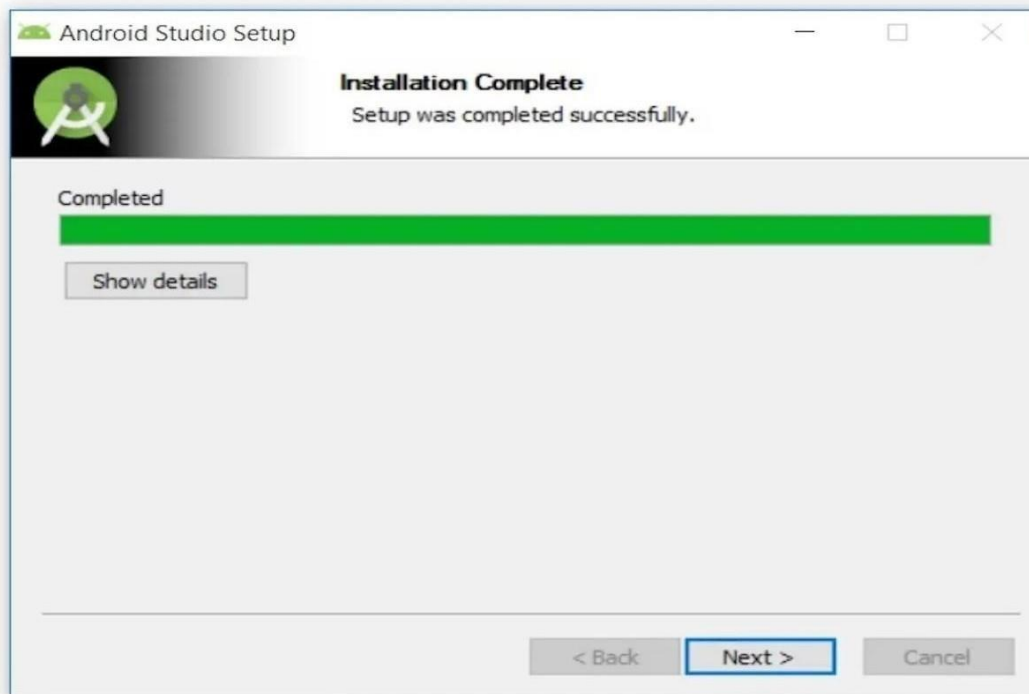 Android Studio Setup
Installation Complete
Setup was completed successfully.
Completed
Show details
< Back
Next >
Cancel